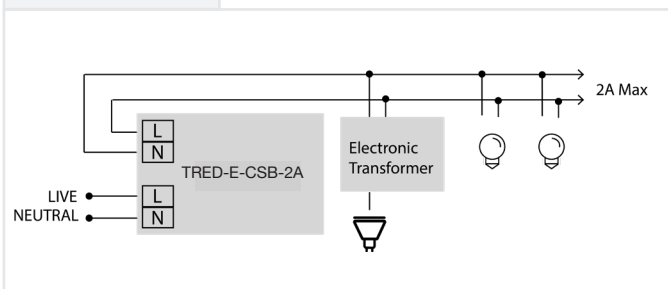 2A Max
L
N
TRED-E-CSB-2A
Electronic
Transformer
LIVE
L
NEUTRAL
N